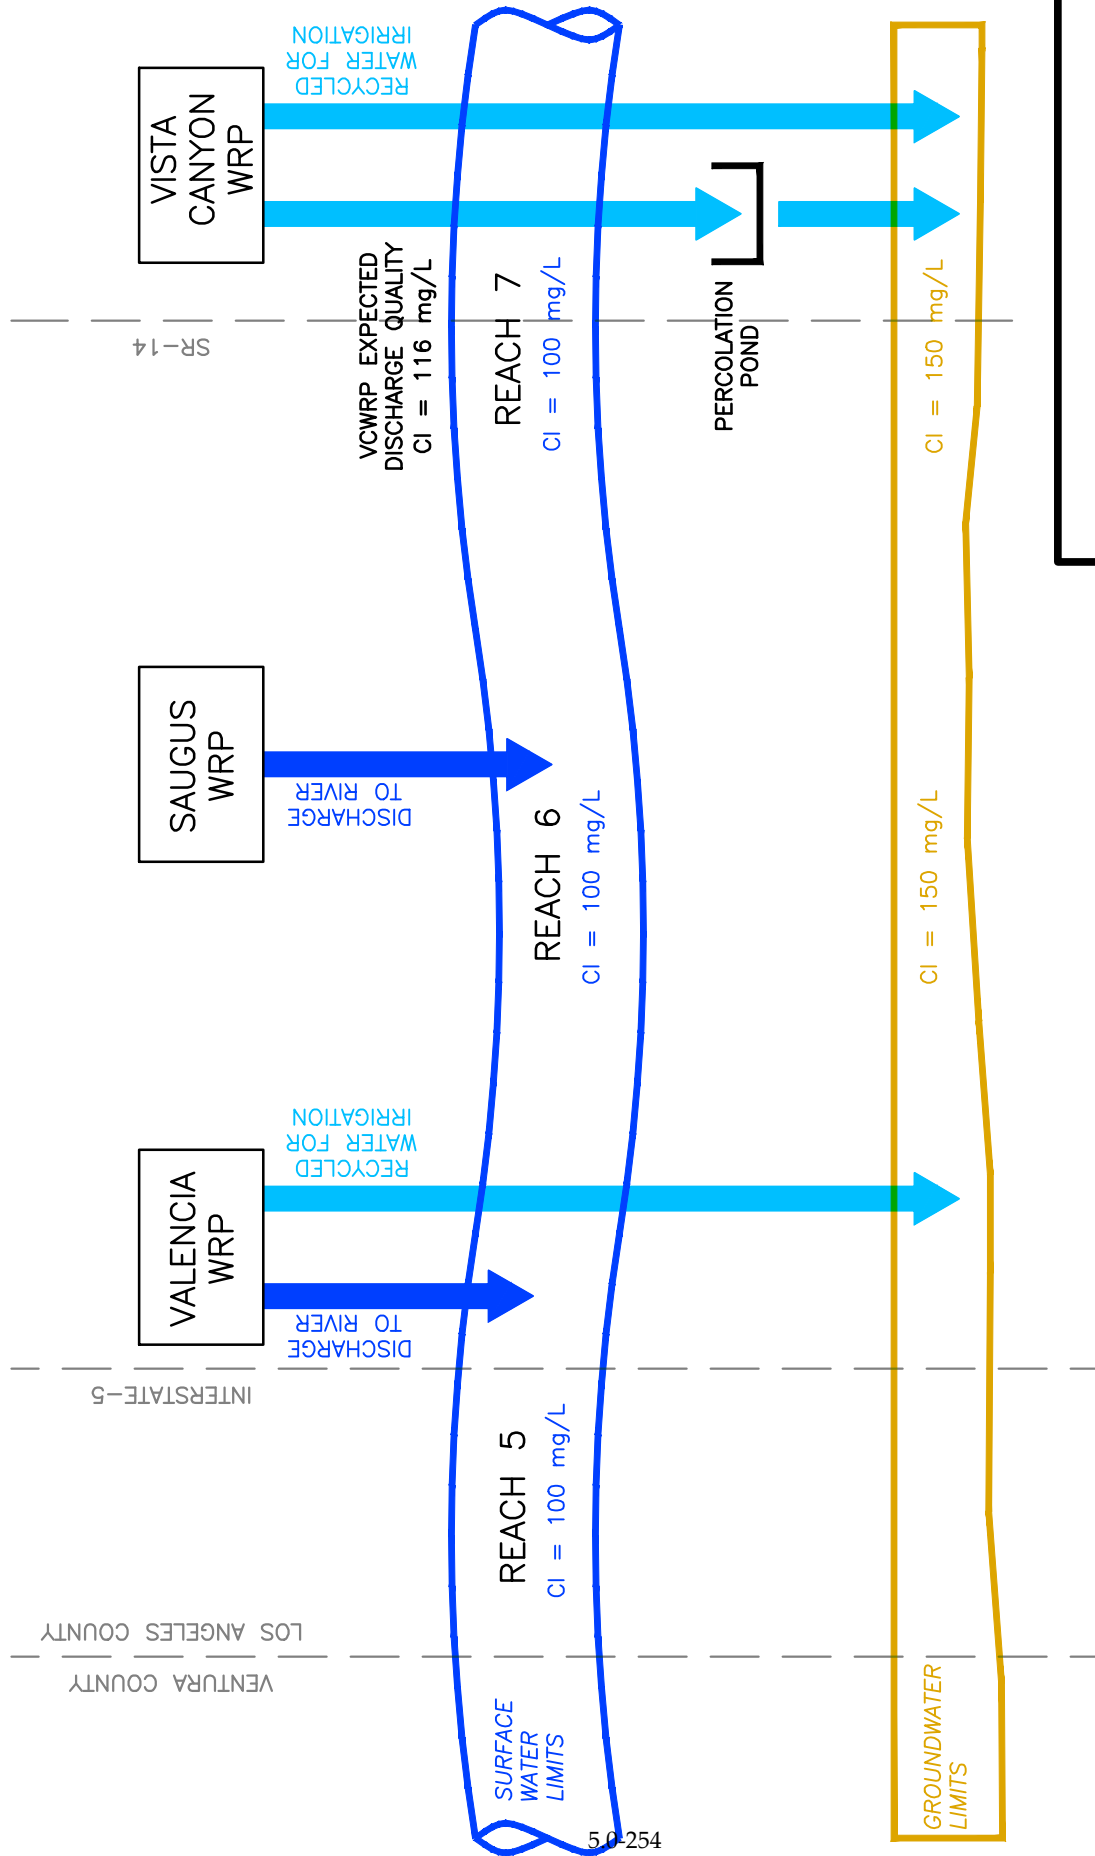 VISTA
CANYON
WRP
RECYCLED
WATER FOR
IRRIGATION
VCWRP EXPECTED
DISCHARGE QUALITY
Cl = 116 mg/L
SR-14
REACH 7
Cl = 100 mg/L
PERCOLATION
POND
Cl = 150 mg/L
SAUGUS
WRP
DISCHARGE
TO RIVER
REACH 6
Cl = 100 mg/L
Cl = 150 mg/L
VALENCIA
WRP
RECYCLED
WATER FOR
IRRIGATION
DISCHARGE
TO RIVER
INTERSTATE-5
REACH 5
Cl = 100 mg/L
LOS ANGELES COUNTY
VENTURA COUNTY
SURFACE
WATER
LIMITS
GROUNDWATER
LIMITS
5.0-254